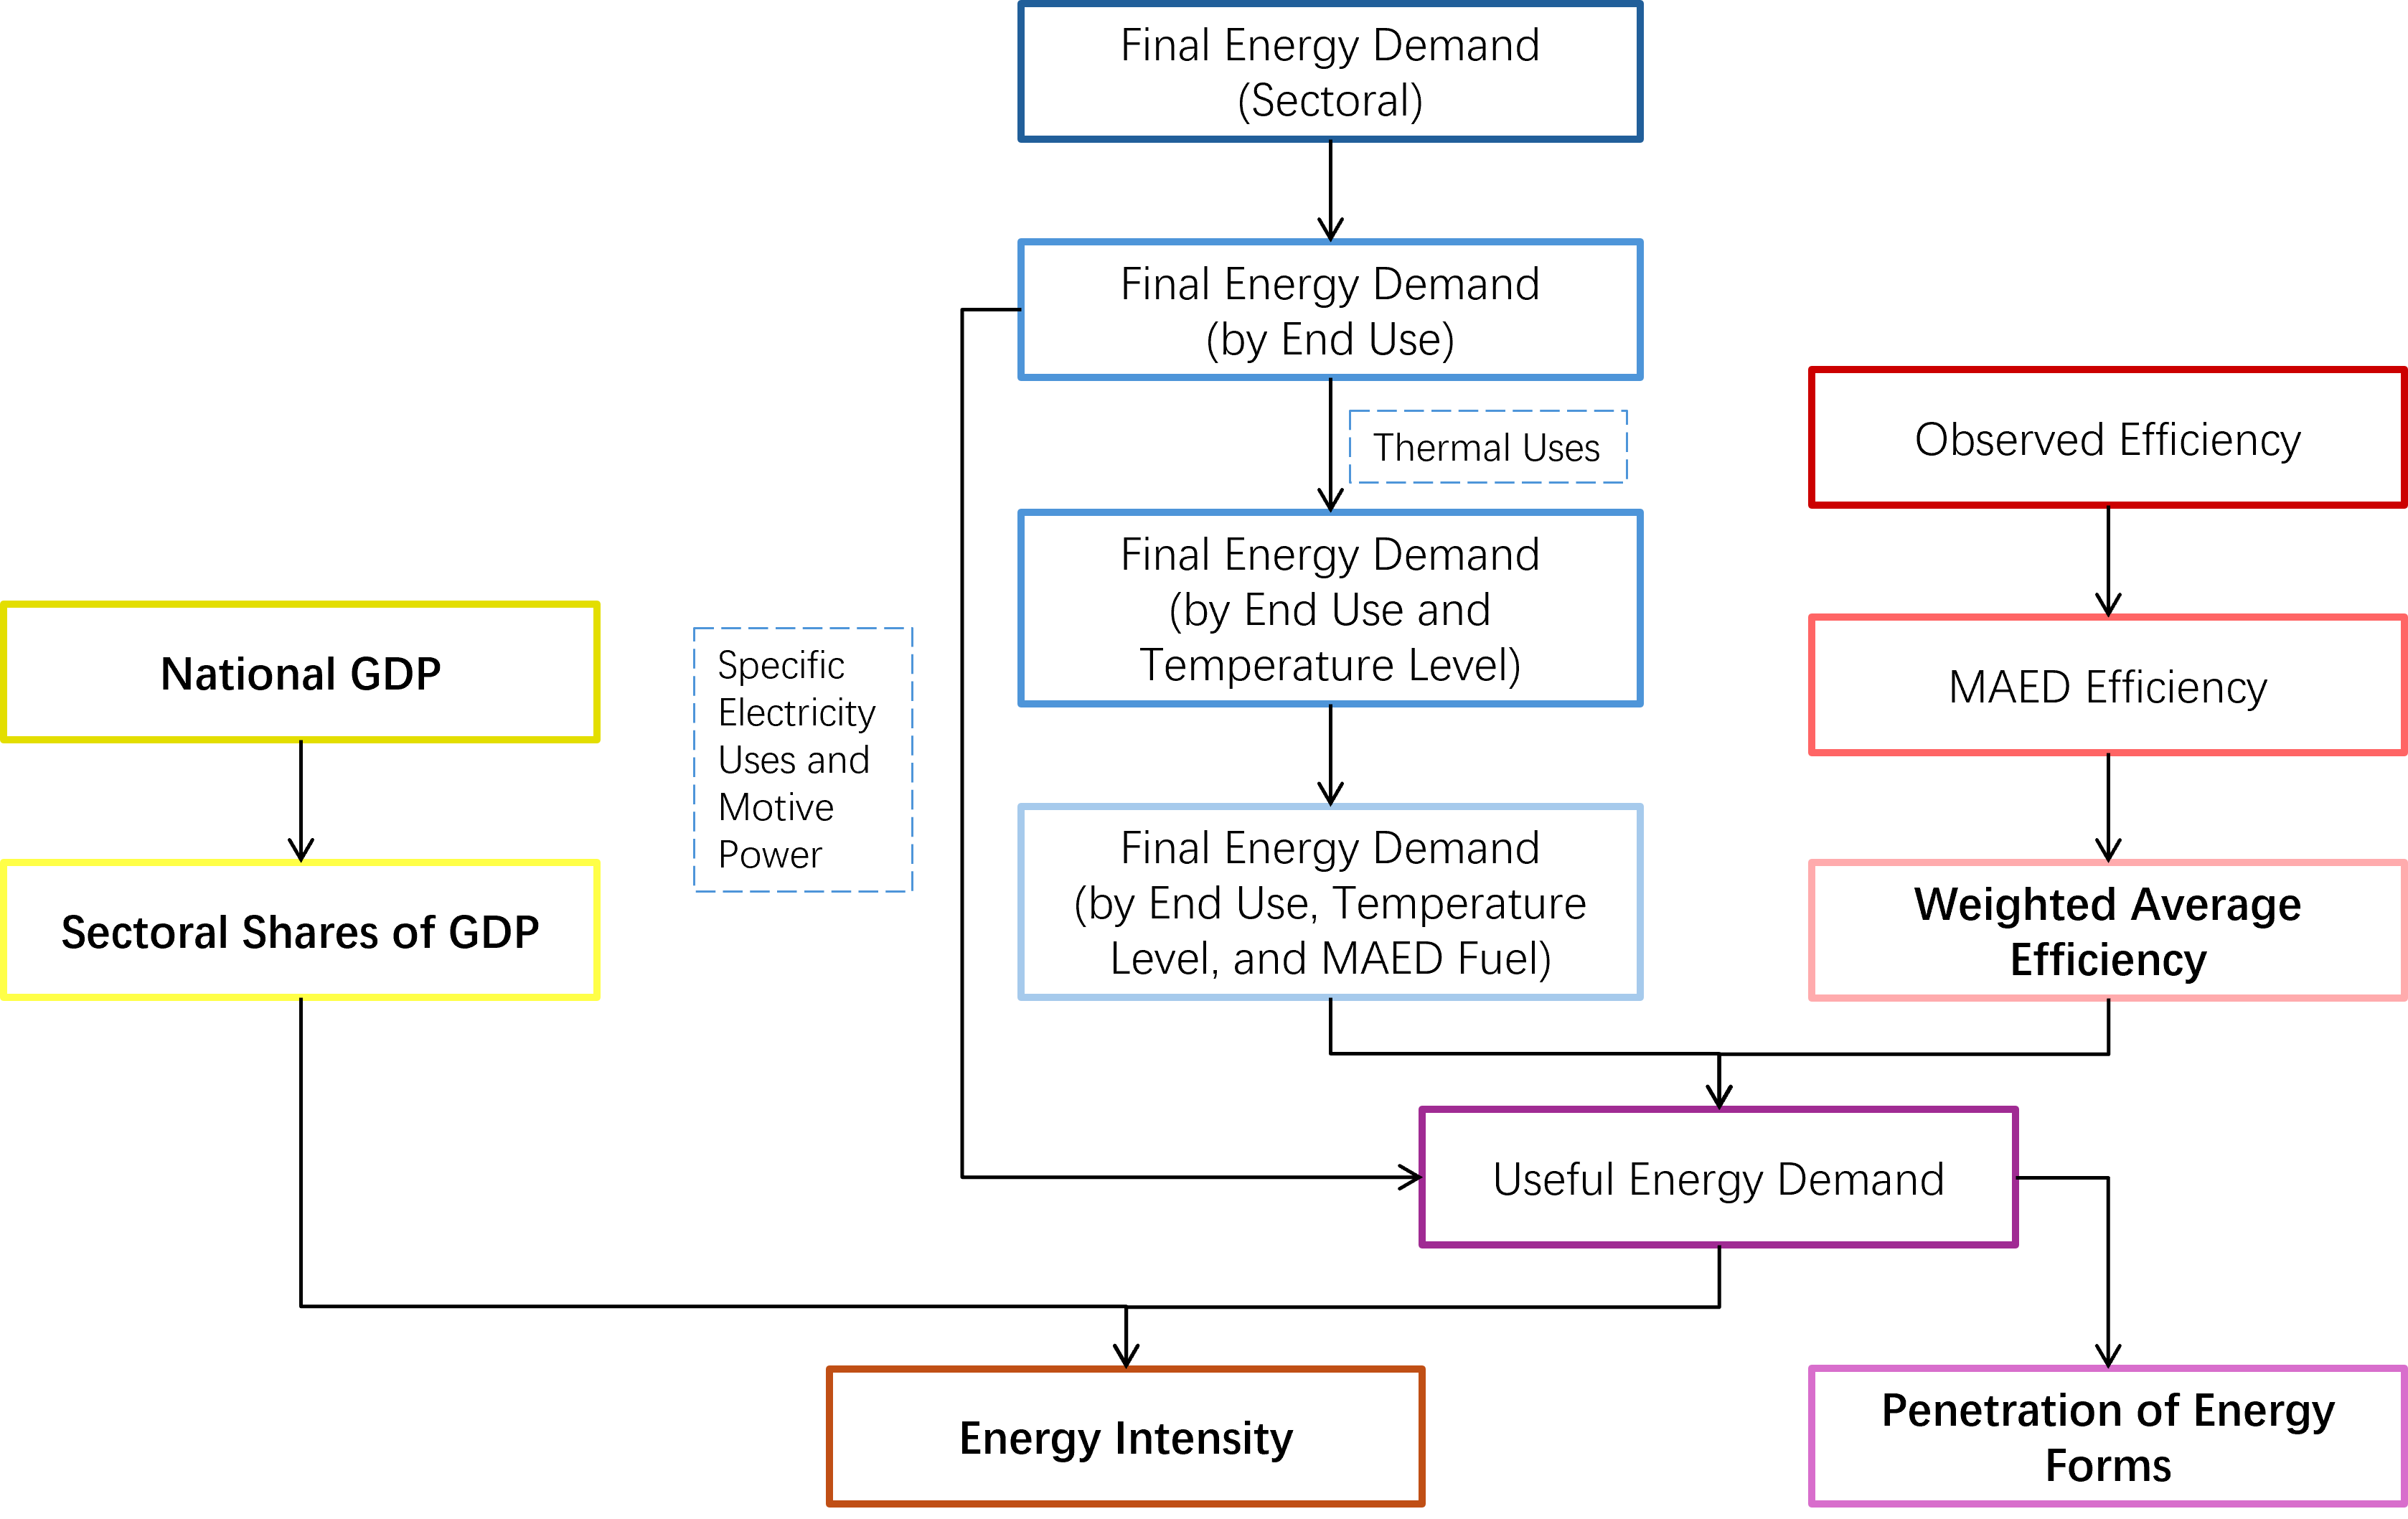 Final Energy Demand
(Sectoral)
Final Energy Demand
(by End Use)
Thermal Uses
Observed Efficiency
Final Energy Demand
(by End Use and
Temperature Level)
National GDP
Specific
Electricity
Uses and
Motive
Power
MAED Efficiency
Sectoral Shares of GDP
Final Energy Demand
(by End Use, Temperature
Level, and MAED Fuel)
Weighted Average
Efficiency
Useful Energy Demand
Energy Intensity
Penetration of Energy
Forms